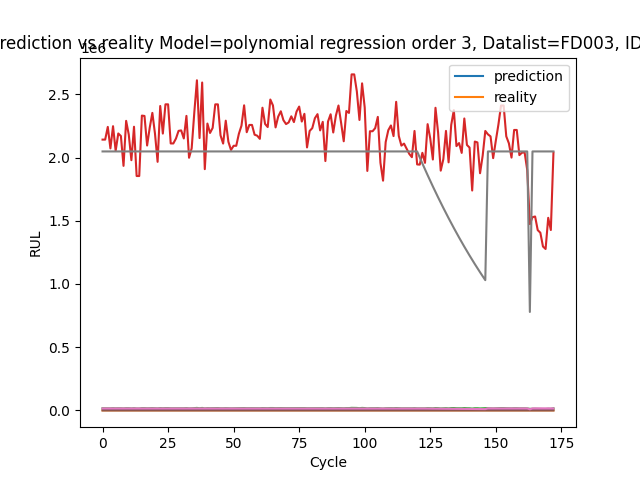 rediction vs reality Model=polynomial regression order 3, Datalist=FD003, ID
1e6
prediction
reality
2.5
2.0
1.5
1.0
0.5
0.0
RUL
0 25 50 75 100 125 150 175
Cycle